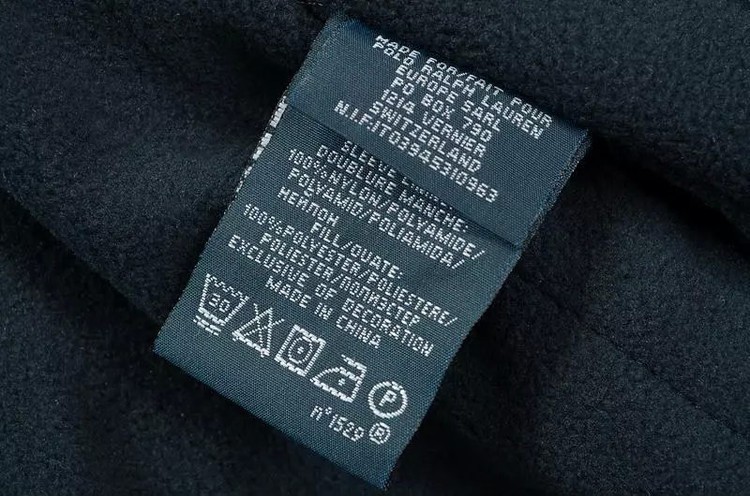 MADE FOR/FAIT POUR
POLO RALPH LAUREN
EUROPE SARL
PO BOX 790
1214 VERNIER
SWITZERLAND
N.I.F.IT03945310963
SLEEVE
DOUBLURE MANCHE:
100%NYLON/POLYAMIDE/
POLYAMID/POLIAMIDA/
НЕЙЛОН
FILL/OUATE:
100%POLYESTER/POLIESTERE/
POLIESTER/ПОЛИЭСТЕР
EXCLUSIVE OF DECORATION
MADE IN CHINA
30
P
n°1529 ®